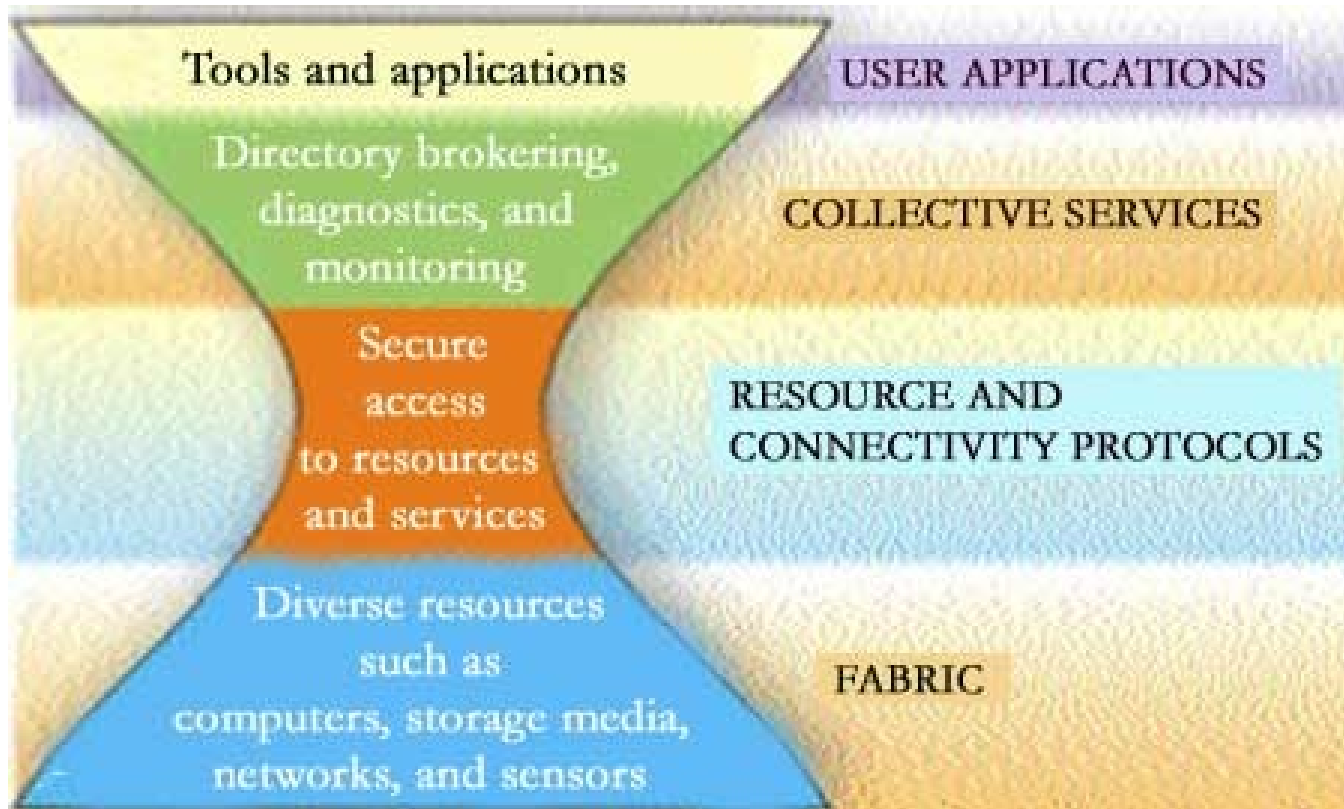 Tools and applications
USER APPLICATIONS
Directory brokering,
diagnostics, and
monitoring
COLLECTIVE SERVICES
Secure
access
to resources
and services
RESOURCE AND
CONNECTIVITY PROTOCOLS
Diverse resources
such as
computers, storage media,
networks, and sensors
FABRIC